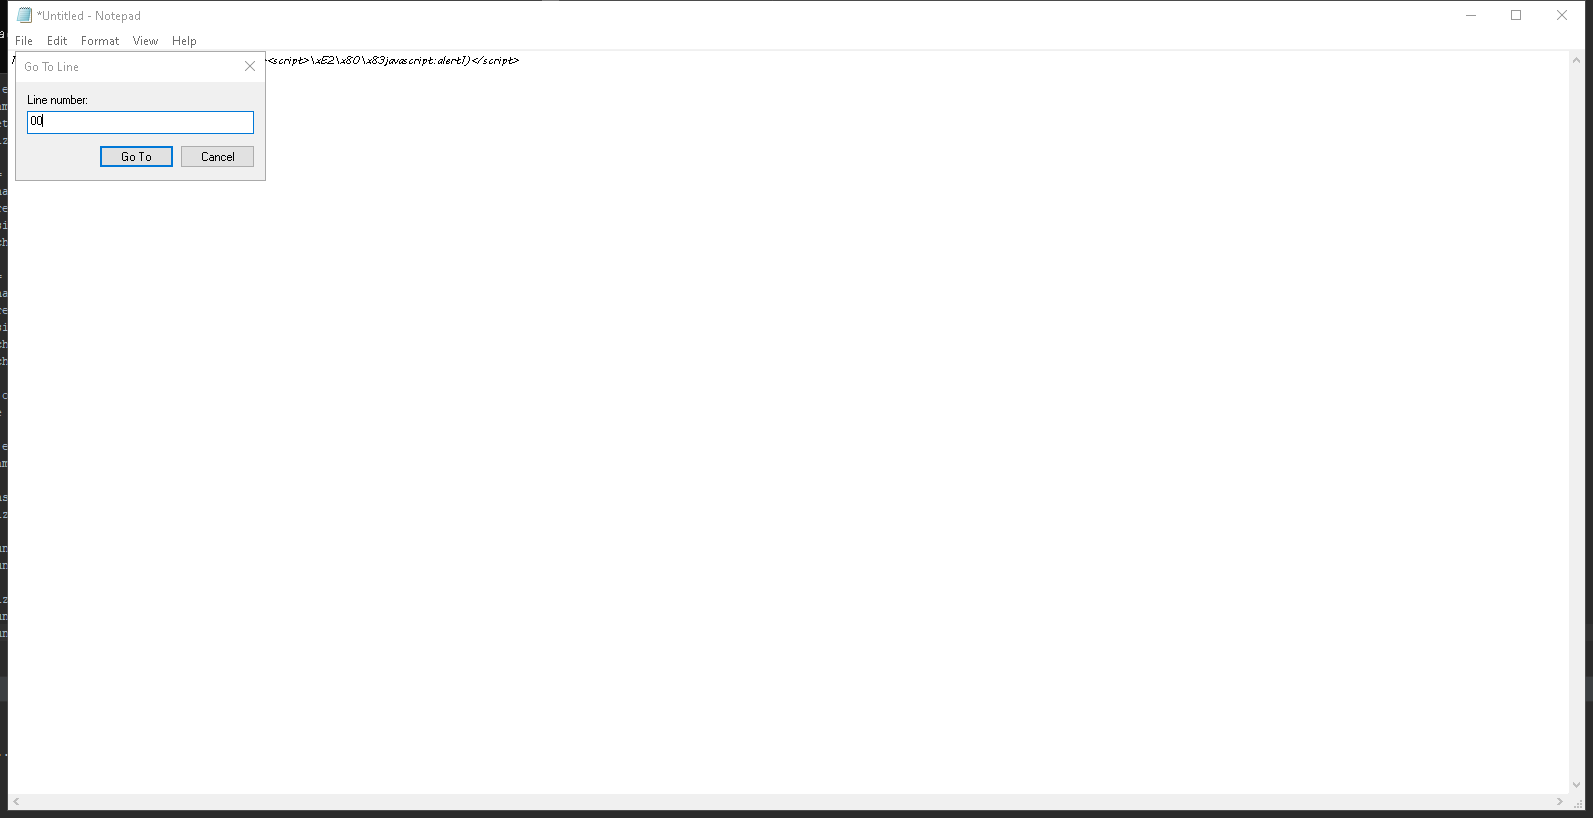 *Untitled - Notepad
File Edit Format View Help
<script>\xE2\x80\x83javascript:alert1)</script>
Go To Line
Line number:
00
Go To Cancel